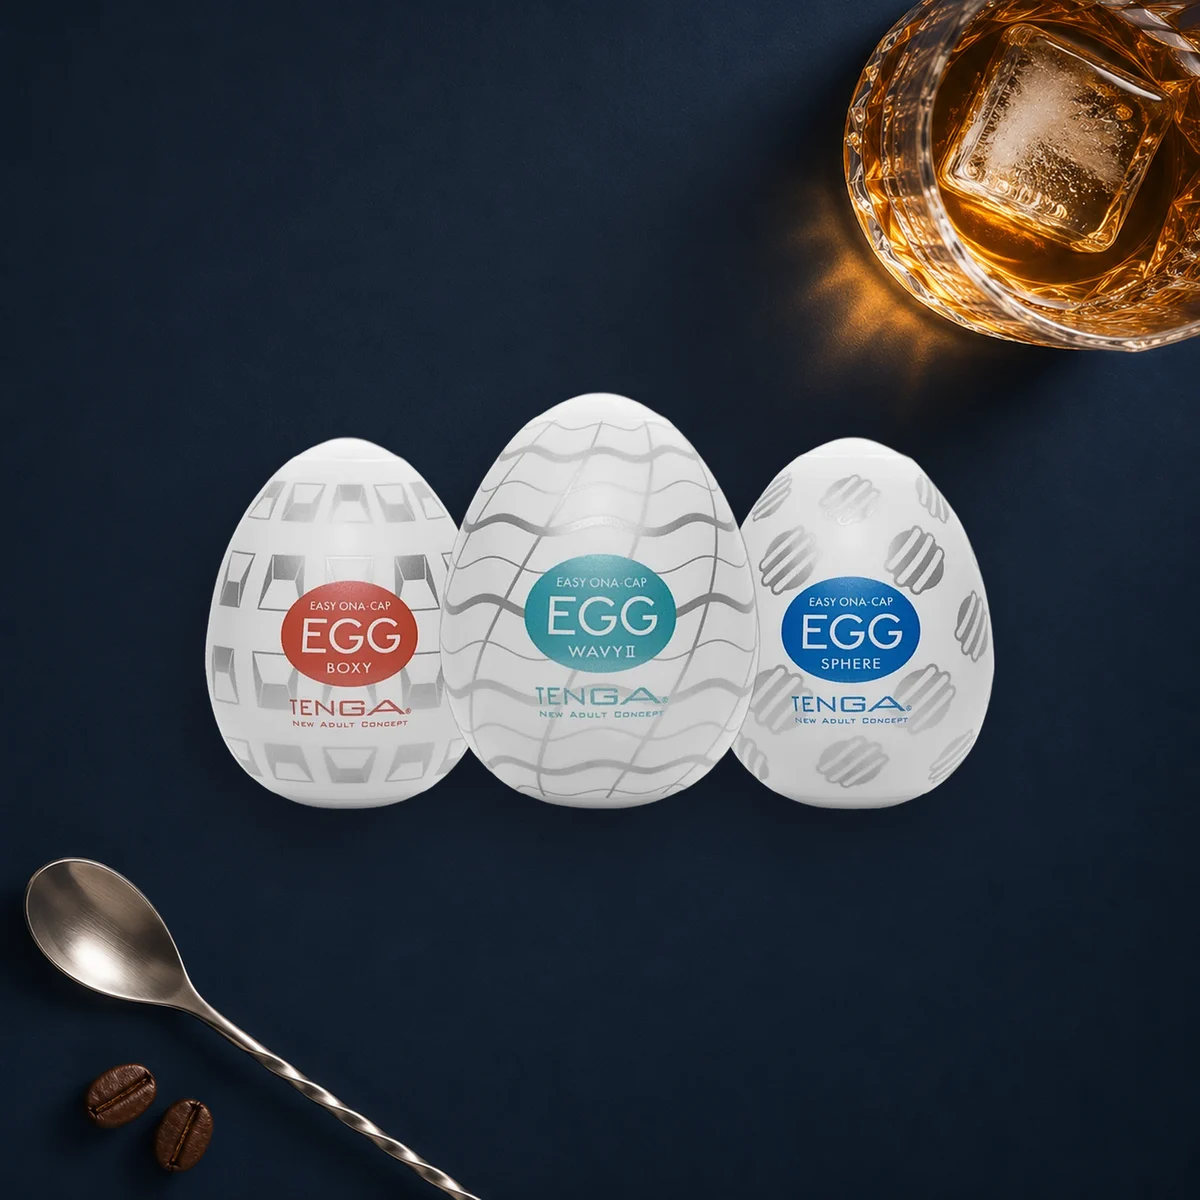 EASY ONA-CAP
EGG
BOXY
TENGA®
NEW ADULT CONCEPT
EASY ONA-CAP
EGG
WAVY II
TENGA®
NEW ADULT CONCEPT
EASY ONA-CAP
EGG
SPHERE
TENGA®
NEW ADULT CONCEPT